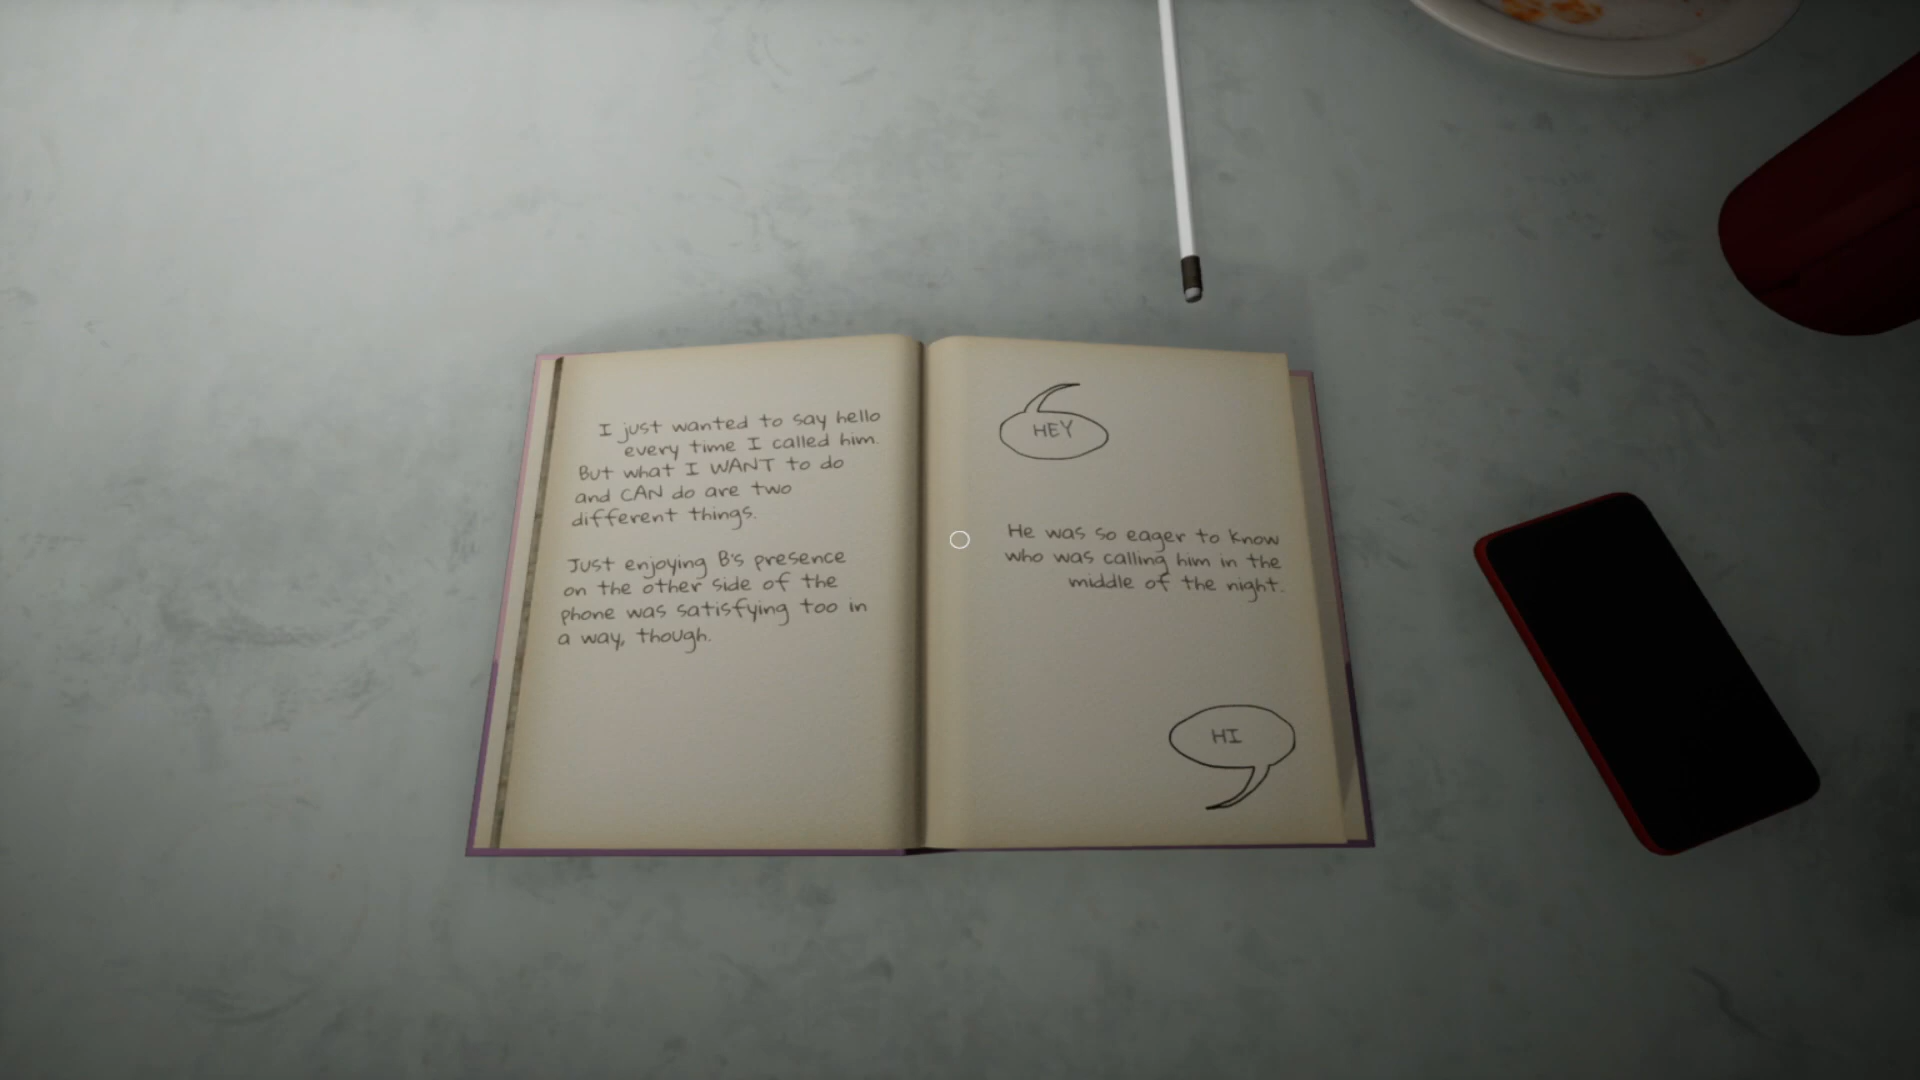 I just wanted to say hello
every time I called him.
But what I WANT to do
and CAN do are two
different things.
Just enjoying B's presence
on the other side of the
phone was satisfying too in
a way, though.
HEY
He was so eager to know
who was calling him in the
middle of the night.
HI